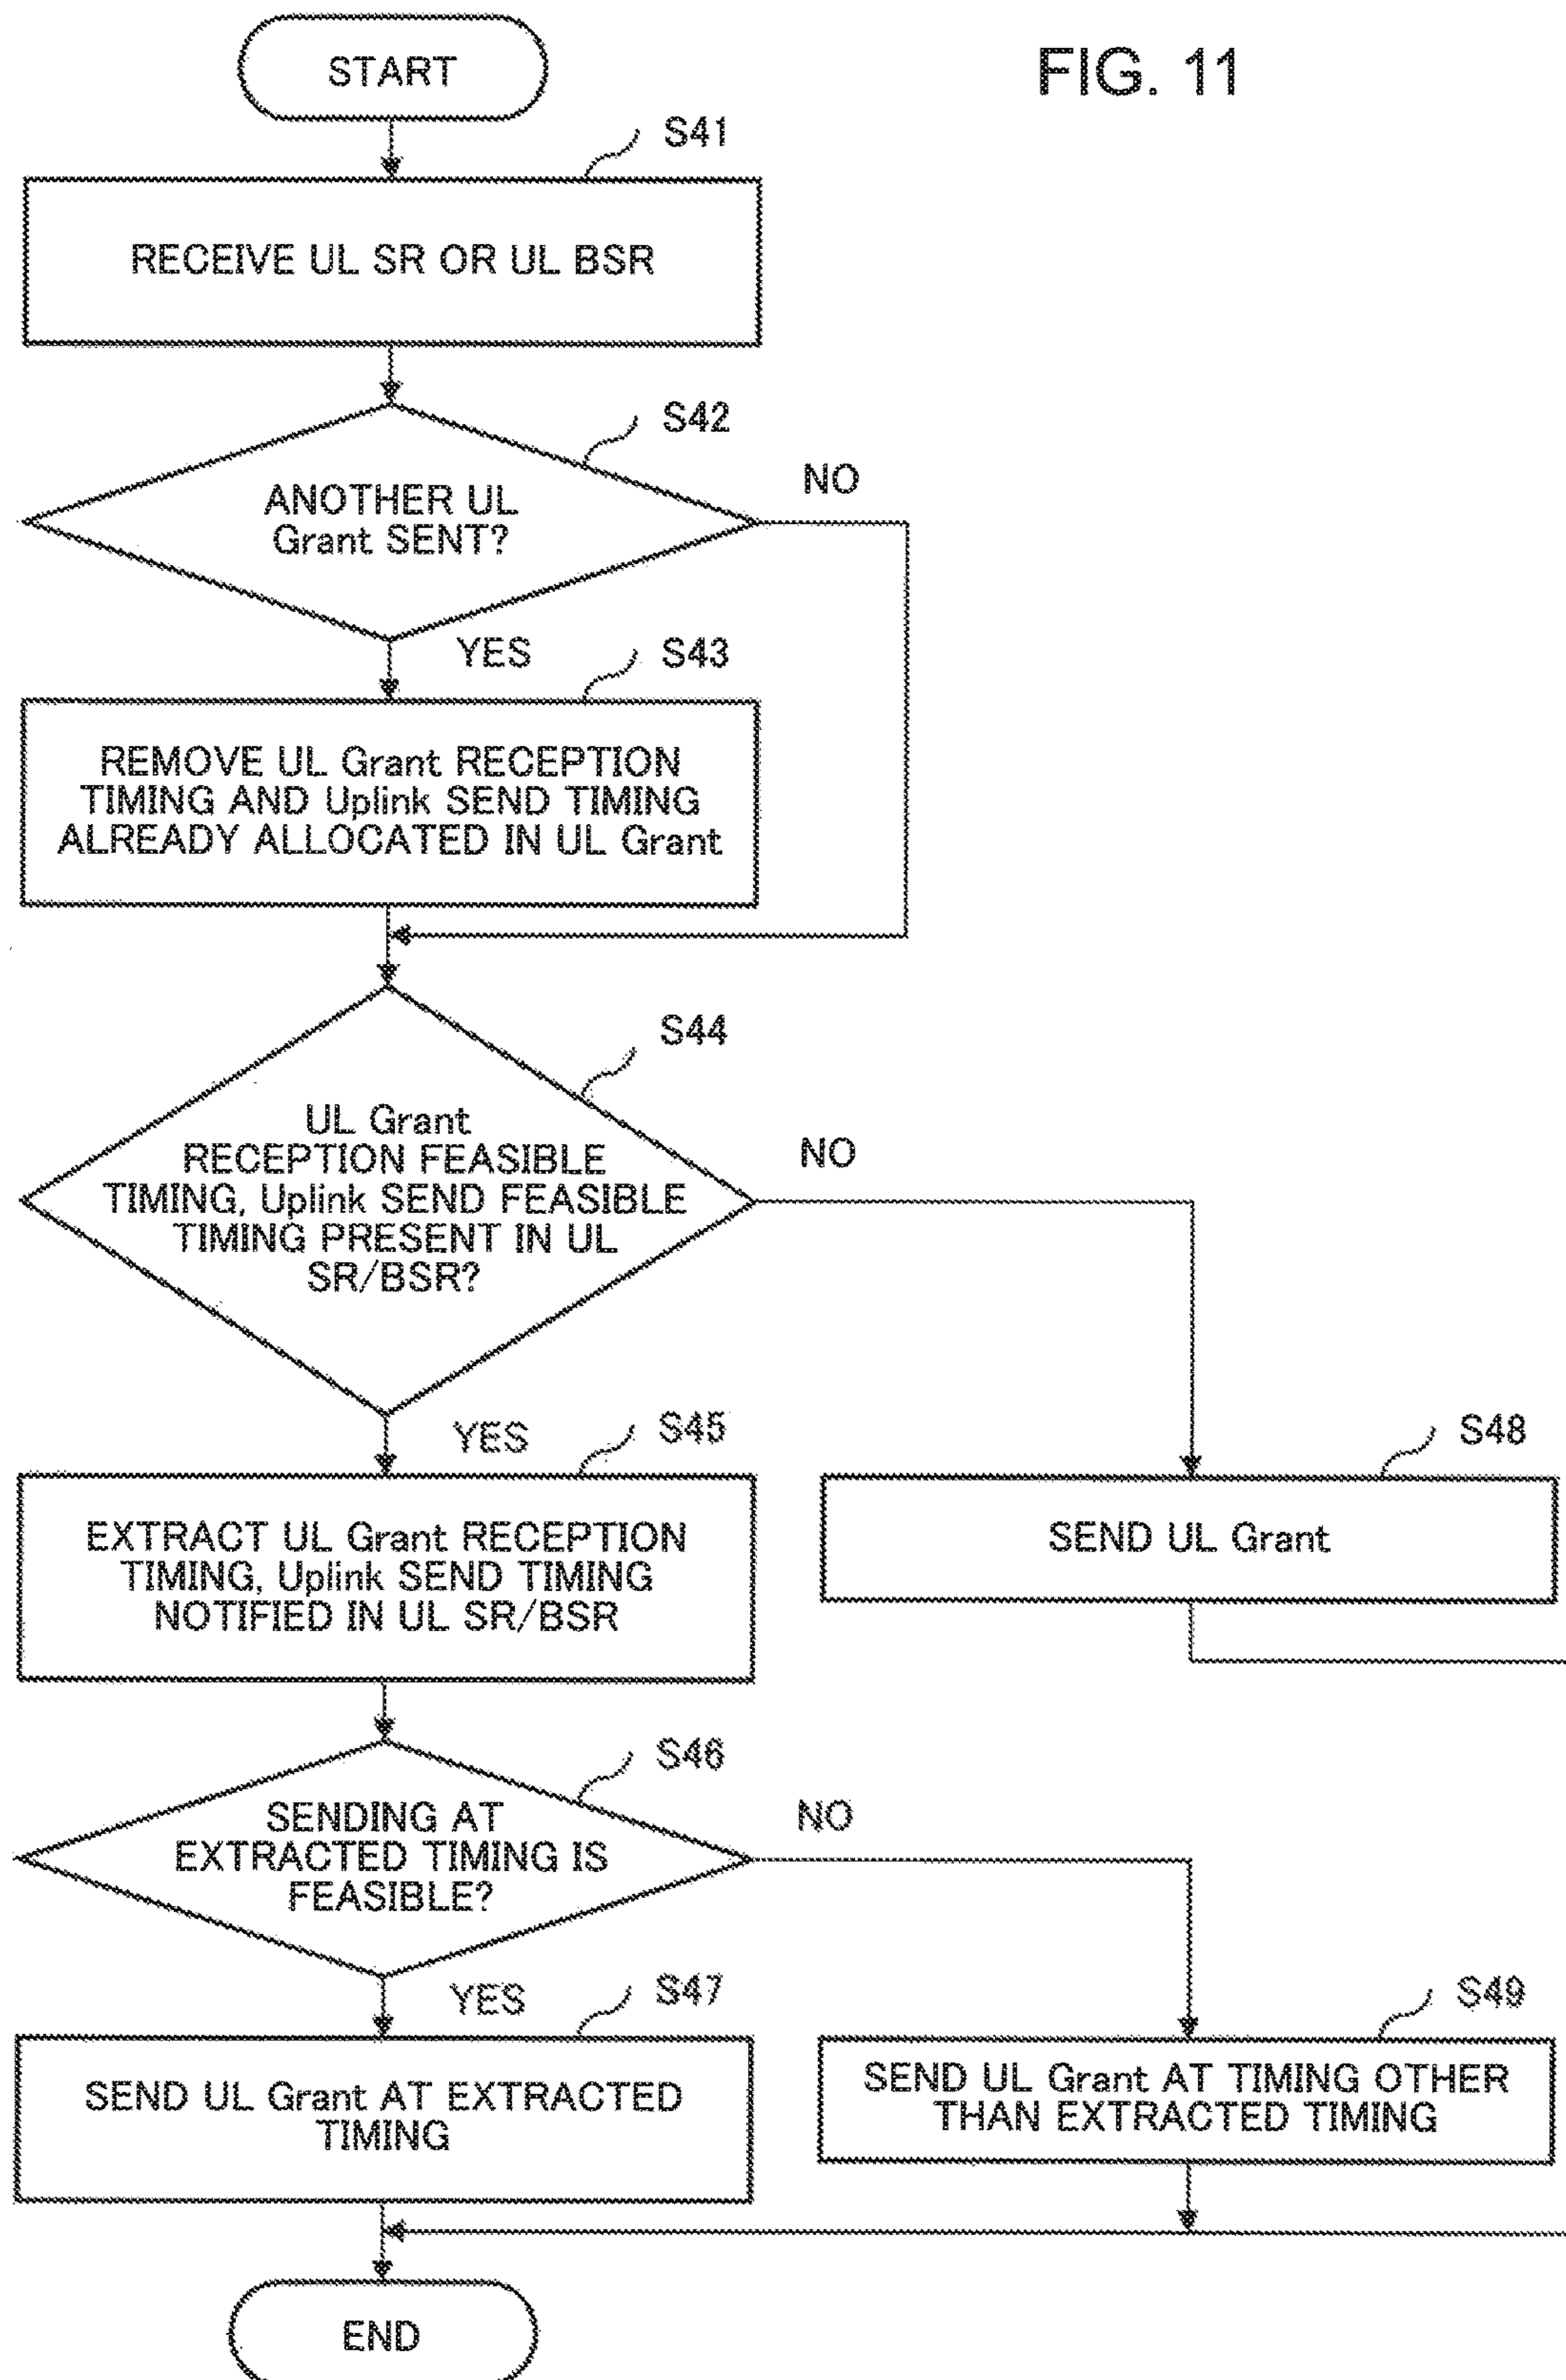 FIG. 11
START
S41
RECEIVE UL SR OR UL BSR
S42
ANOTHER UL
Grant SENT?
NO
YES
S43
REMOVE UL Grant RECEPTION
TIMING AND Uplink SEND TIMING
ALREADY ALLOCATED IN UL Grant
S44
UL Grant
RECEPTION FEASIBLE
TIMING, Uplink SEND FEASIBLE
TIMING PRESENT IN UL
SR/BSR?
NO
YES
S45
EXTRACT UL Grant RECEPTION
TIMING, Uplink SEND TIMING
NOTIFIED IN UL SR/BSR
S48
SEND UL Grant
S46
SENDING AT
EXTRACTED TIMING IS
FEASIBLE?
NO
YES
S47
SEND UL Grant AT EXTRACTED
TIMING
S49
SEND UL Grant AT TIMING OTHER
THAN EXTRACTED TIMING
END